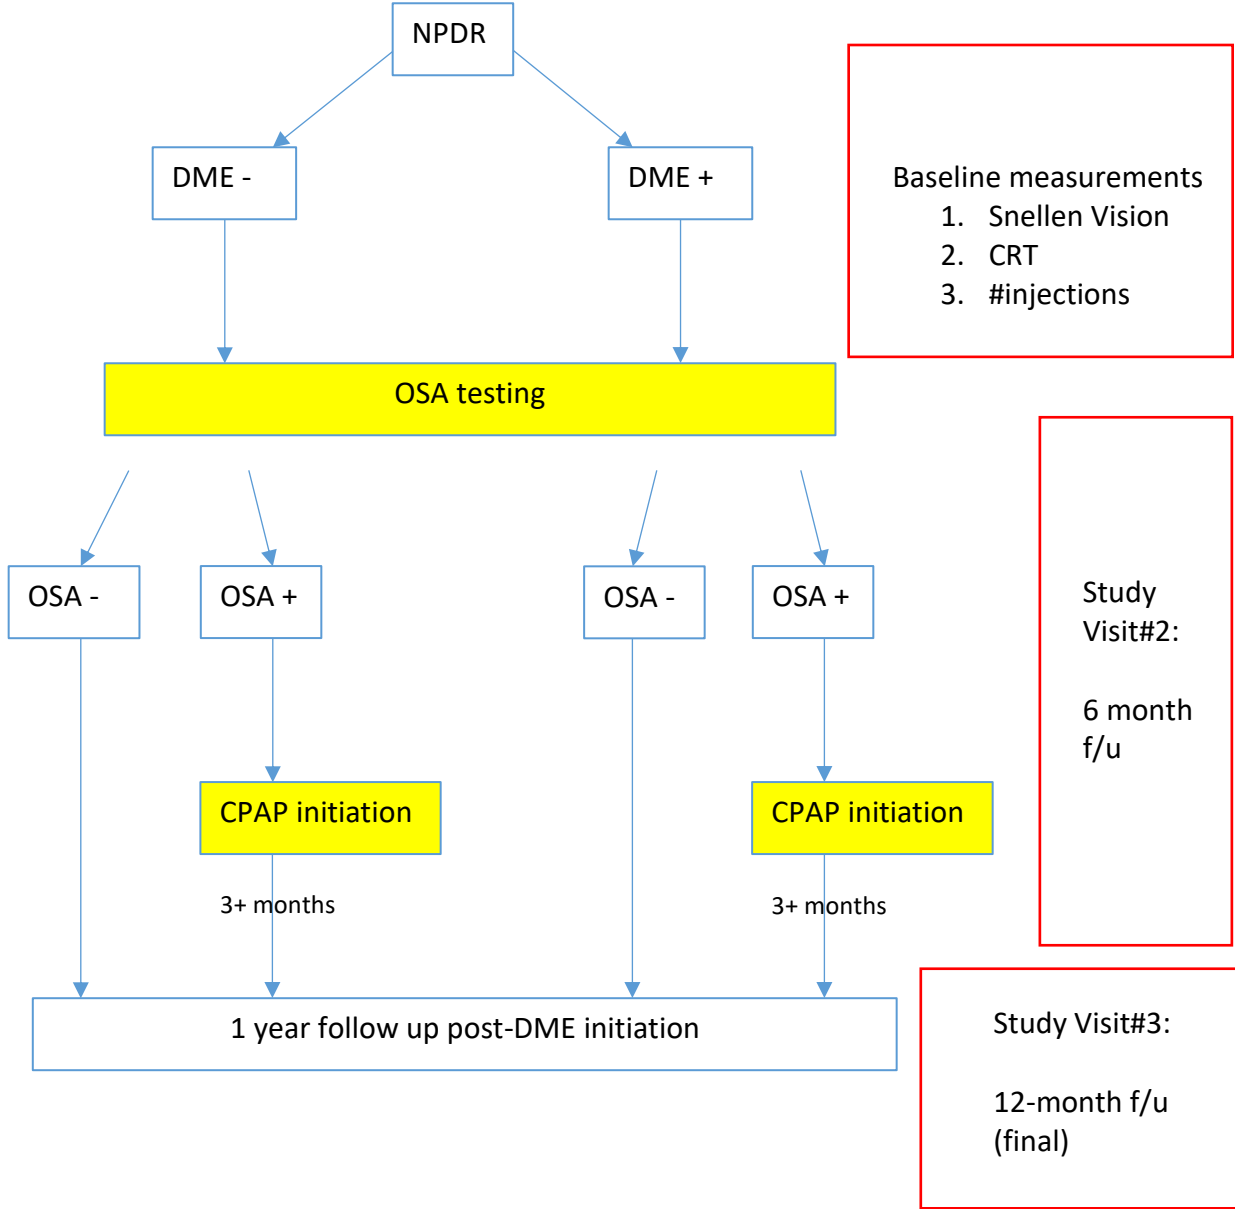 NPDR
DME -
DME +
Baseline measurements
1. Snellen Vision
2. CRT
3. #injections
OSA testing
OSA -
OSA +
OSA -
OSA +
Study
Visit#2:
6 month
f/u
CPAP initiation
CPAP initiation
3+ months
3+ months
1 year follow up post-DME initiation
Study Visit#3:
12-month f/u
(final)